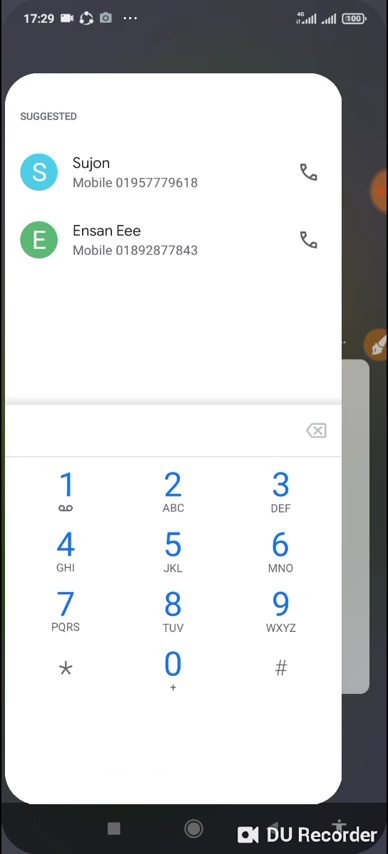 17:29 4G 100
SUGGESTED
S Sujon
Mobile 01957779618
E Ensan Eee
Mobile 01892877843
1 2 3
ABC DEF
4 5 6
GHI JKL MNO
7 8 9
PQRS TUV WXYZ
* 0 #
+
DU Recorder